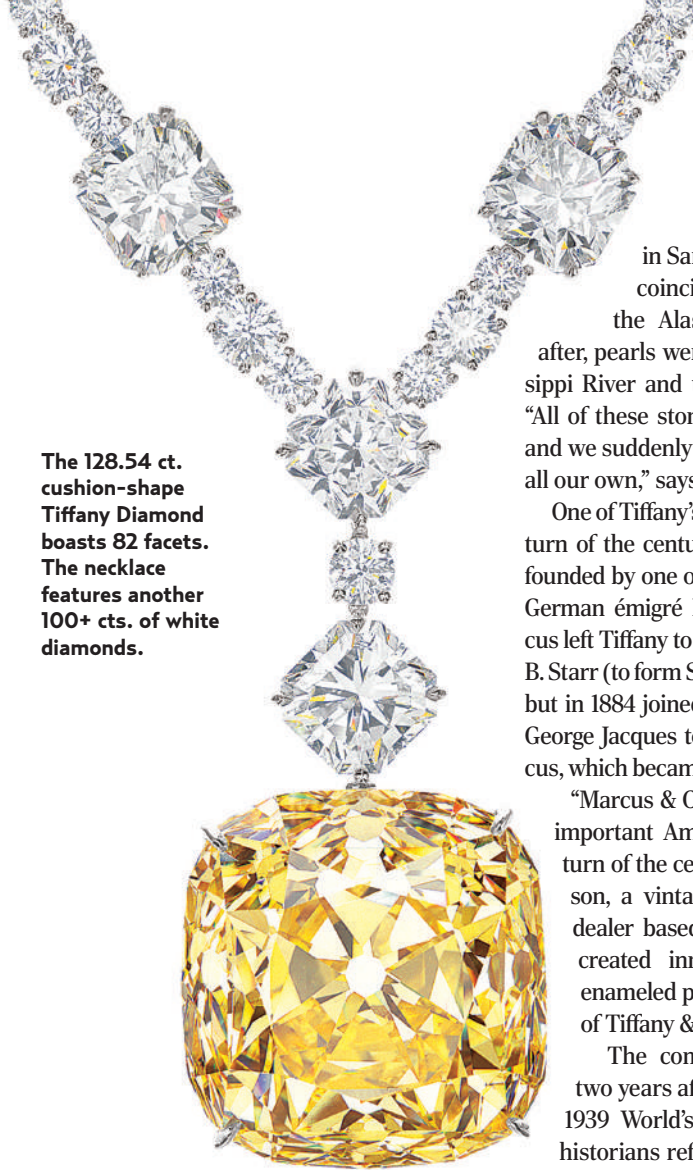 The 128.54 ct.
cushion-shape
Tiffany Diamond
boasts 82 facets.
The necklace
features another
100+ cts. of white
diamonds.
in Sa
coinci
the Alas
after, pearls wer
sippi River and
“All of these stor
and we suddenly
all our own,” says
One of Tiffany’s
turn of the centu
founded by one o
German émigré
cus left Tiffany to
B. Starr (to form S
but in 1884 joined
George Jacques to
cus, which became
“Marcus & C
important Am
turn of the ce
son, a vinta
dealer based
created inn
enameled p
of Tiffany &
The con
two years af
1939 World’s
historians ref